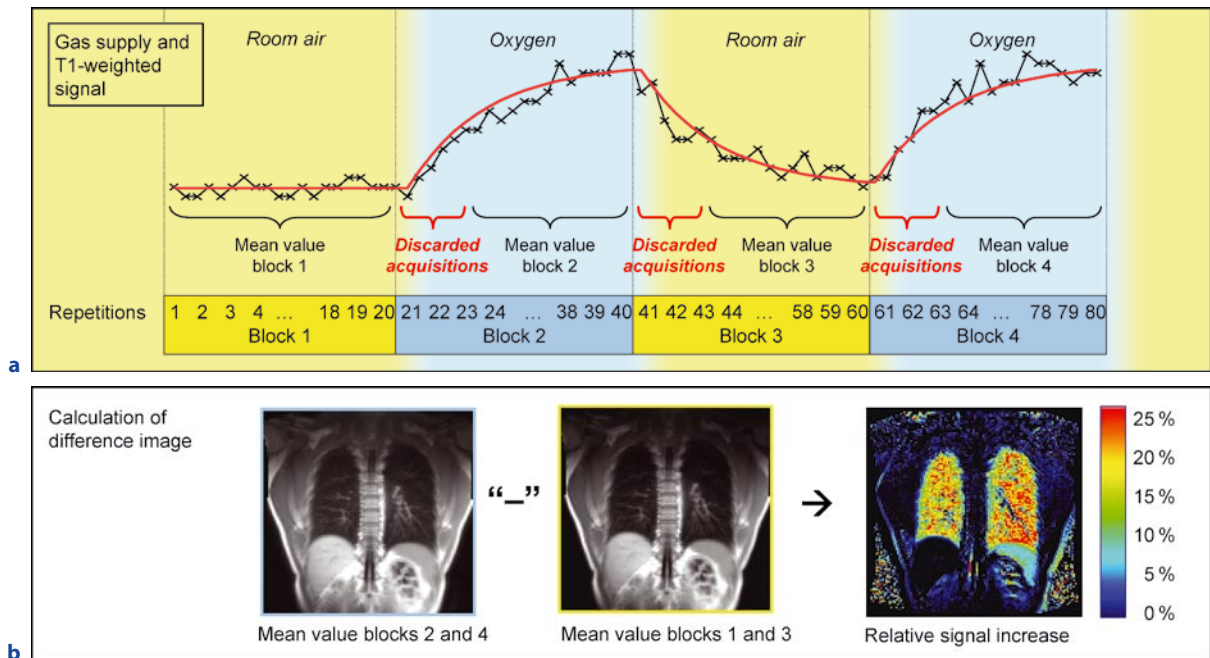 Gas supply and
T1-weighted
signal
Room air
Oxygen
Room air
Oxygen
Mean value
block 1
Discarded
acquisitions
Mean value
block 2
Discarded
acquisitions
Mean value
block 3
Discarded
acquisitions
Mean value
block 4
Repetitions
1 2 3 4 ... 18 19 20
Block 1
21 22 23 24 ... 38 39 40
Block 2
41 42 43 44 ... 58 59 60
Block 3
61 62 63 64 ... 78 79 80
Block 4
a
Calculation of
difference image
“–”
→
25 %
20 %
15 %
10 %
5 %
0 %
Mean value blocks 2 and 4
Mean value blocks 1 and 3
Relative signal increase
b